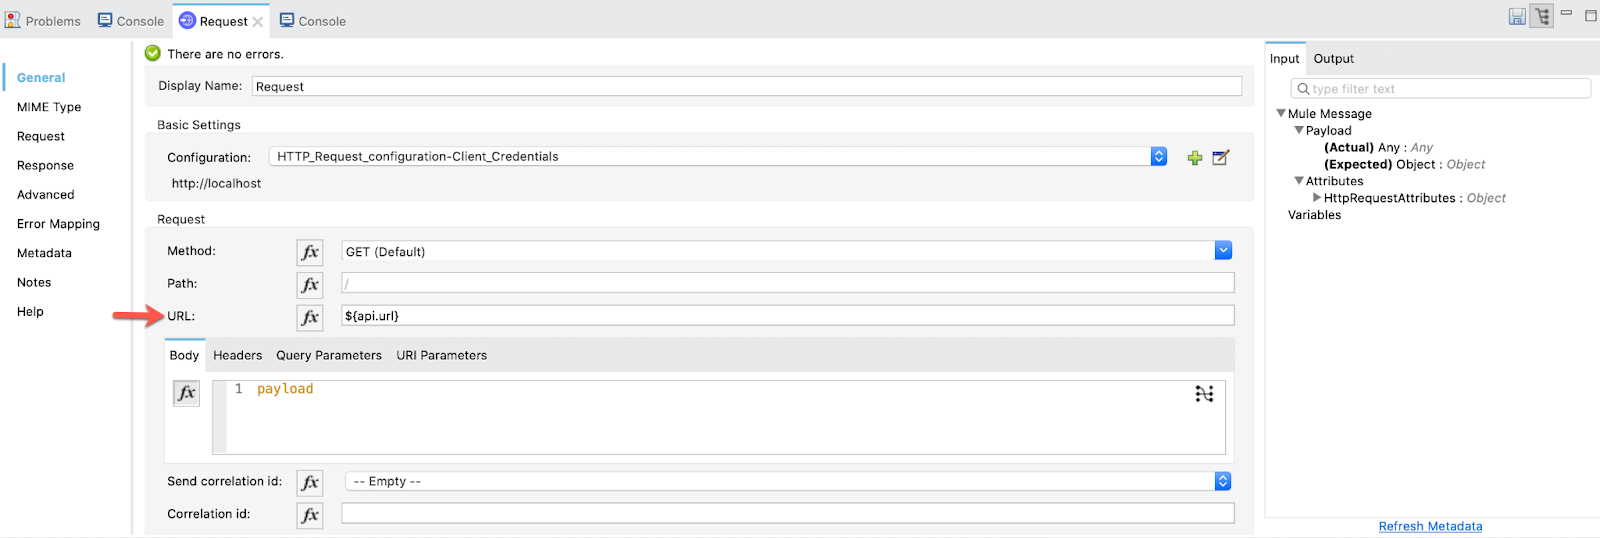 Problems Console Request Console
There are no errors.
General
MIME Type
Request
Response
Advanced
Error Mapping
Metadata
Notes
Help
Display Name: Request
Basic Settings
Configuration: HTTP_Request_configuration-Client_Credentials
http://localhost
Request
Method: fx GET (Default)
Path: fx /
URL: fx ${api.url}
Body Headers Query Parameters URI Parameters
fx 1 payload
Send correlation id: fx -- Empty --
Correlation id: fx
Input Output
type filter text
Mule Message
Payload
(Actual) Any : Any
(Expected) Object : Object
Attributes
HttpRequestAttributes : Object
Variables
Refresh Metadata